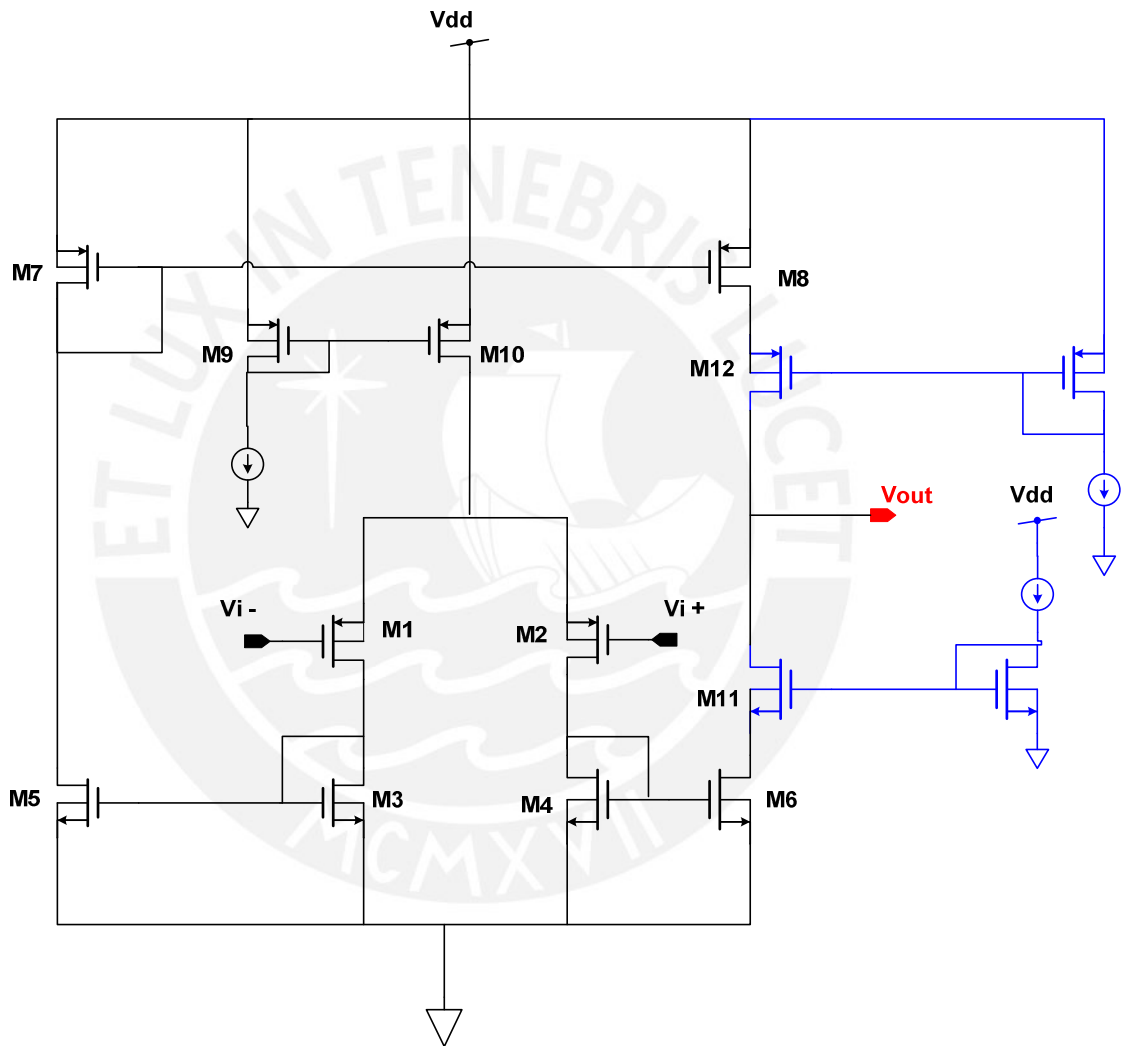 Vdd
M7
M8
M9
M10
M12
Vout
Vdd
Vi -
M1
M2
Vi +
M11
M5
M3
M4
M6
ET LUX IN TENEBRIS LUCET
MCMXVII